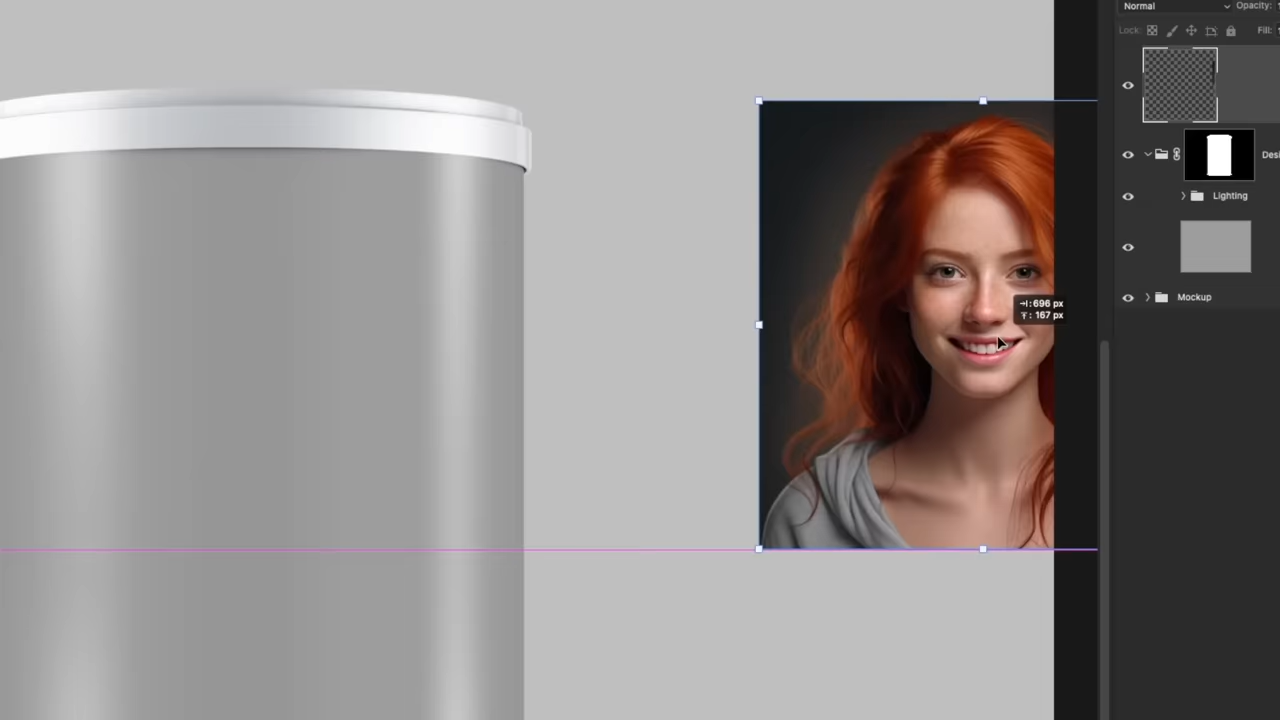 Normal
Opacity:
Lock:
Fill:
→|: 696 px
: 167 px
Desi
Lighting
Mockup